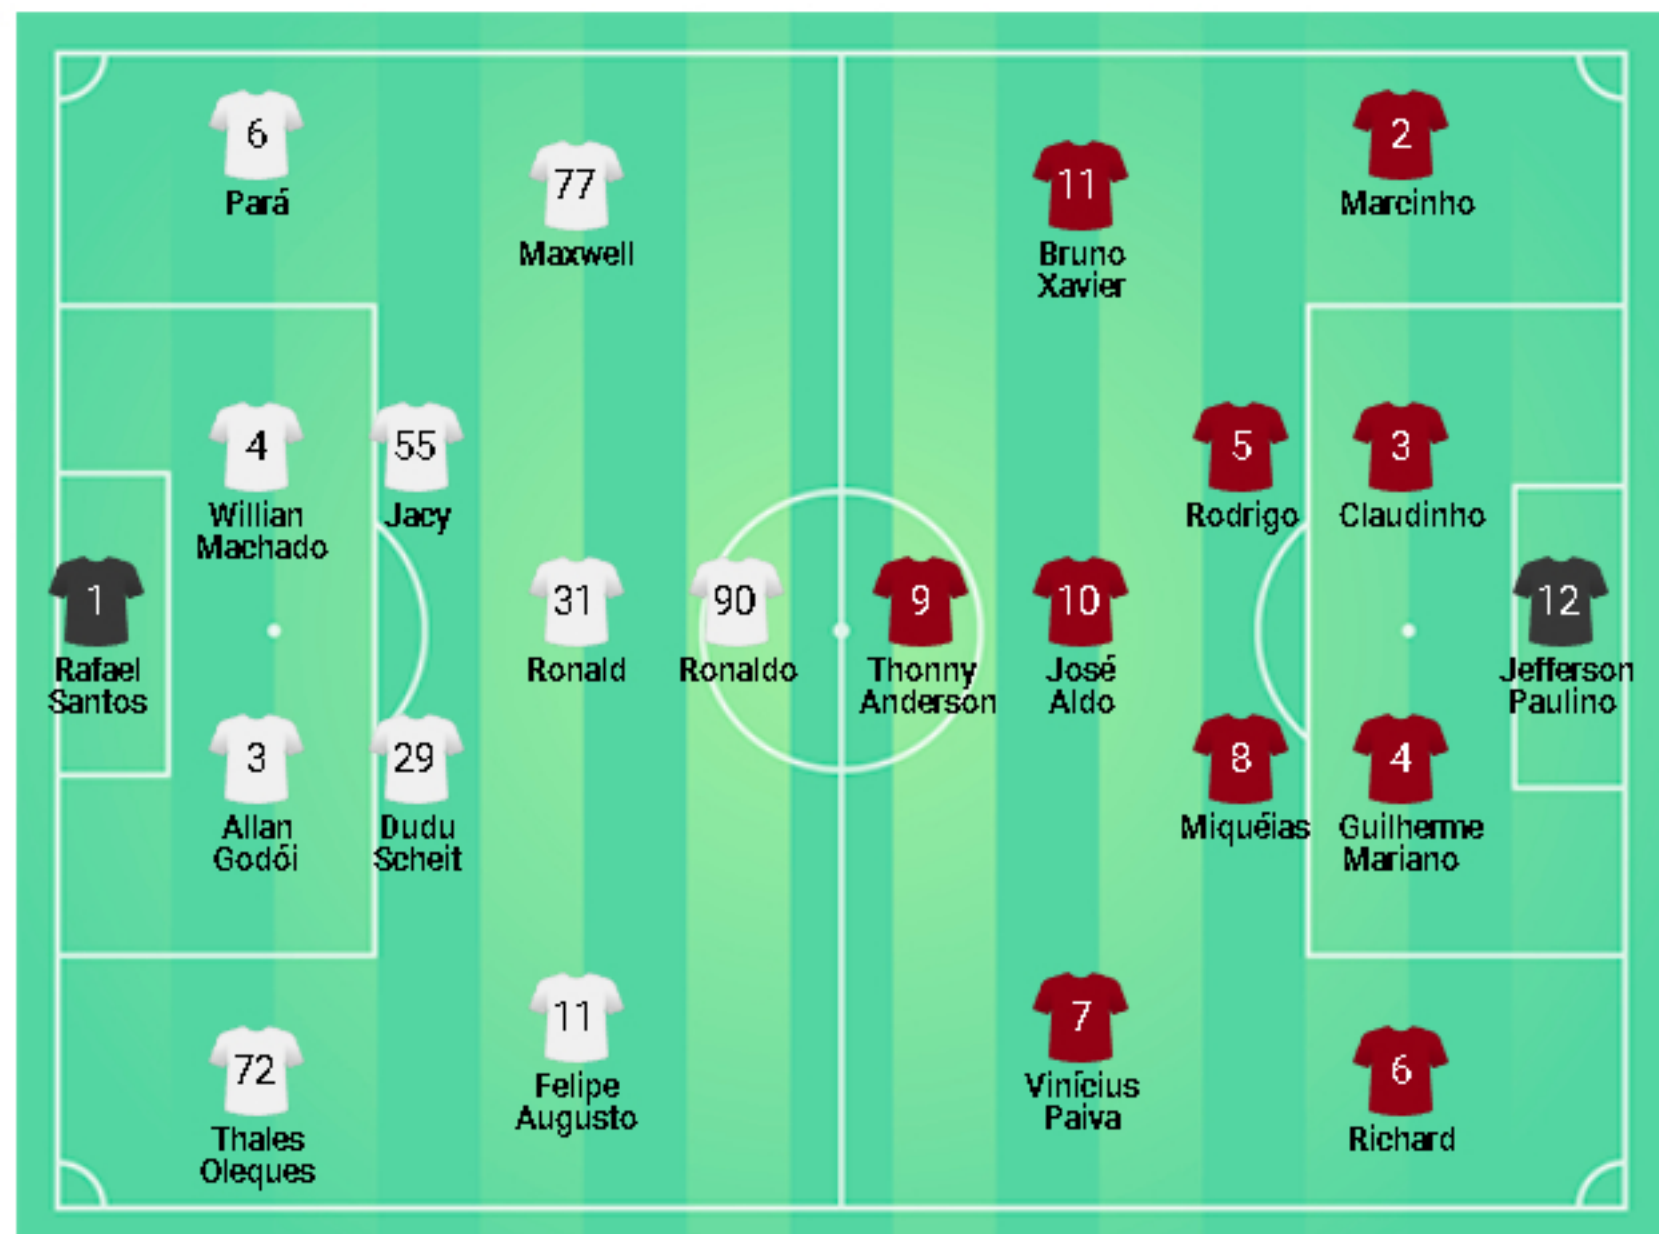 6
Pará
77
Maxwell
11
Bruno
Xavier
2
Marcinho
4
Willian
Machado
55
Jacy
5
Rodrigo
3
Claudinho
1
Rafael
Santos
31
Ronald
90
Ronaldo
9
Thonny
Anderson
10
José
Aldo
12
Jefferson
Paulino
3
Allan
Godói
29
Dudu
Scheit
8
Miquéias
4
Guilherme
Mariano
72
Thales
Oleques
11
Felipe
Augusto
7
Vinícius
Paiva
6
Richard